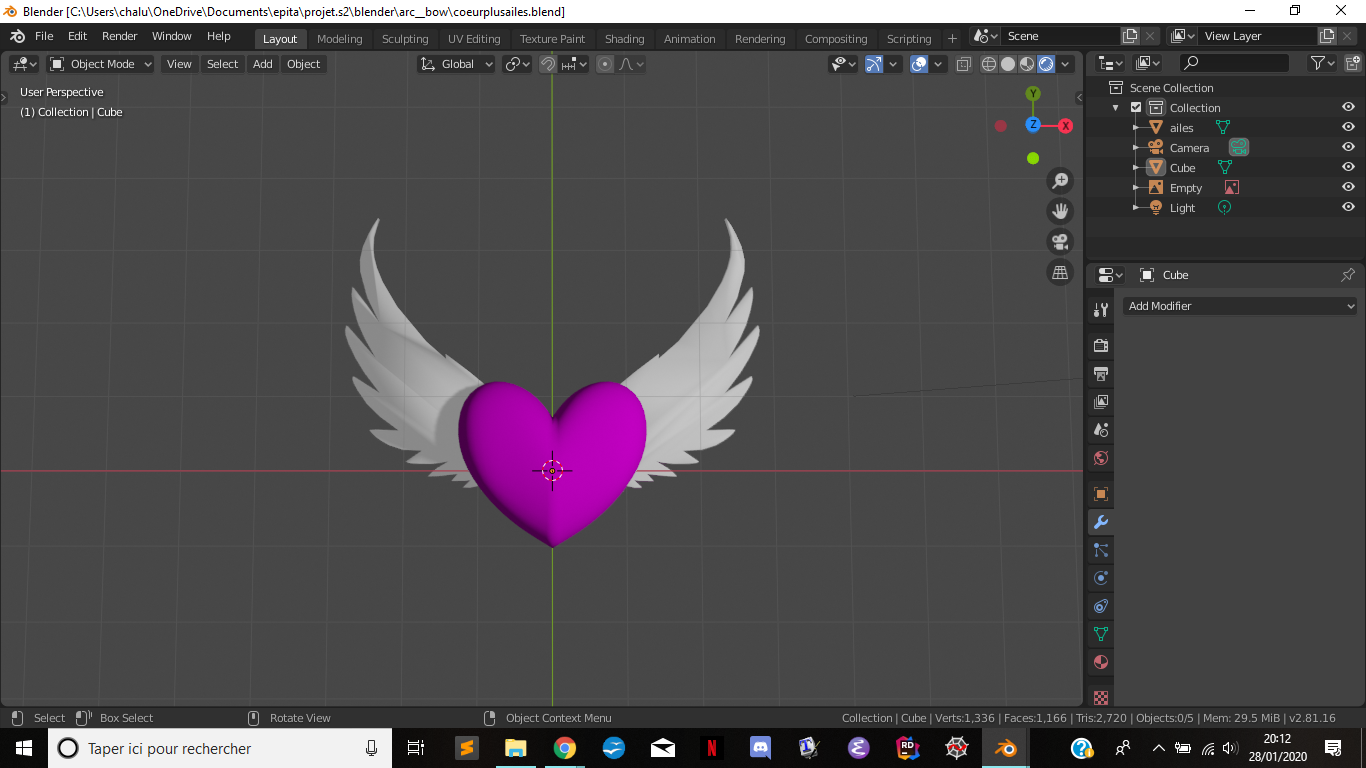 Blender [C:\Users\chalu\OneDrive\Documents\epita\projet.s2\blender\arc__bow\coeurplusailes.blend]
File Edit Render Window Help Layout Modeling Sculpting UV Editing Texture Paint Shading Animation Rendering Compositing Scripting + Scene View Layer
Object Mode View Select Add Object Global
User Perspective
(1) Collection | Cube
Y
Z X
Scene Collection
Collection
ailes
Camera
Cube
Empty
Light
Cube
Add Modifier
Select Box Select Rotate View Object Context Menu Collection | Cube | Verts:1,336 | Faces:1,166 | Tris:2,720 | Objects:0/5 | Mem: 29.5 MiB | v2.81.16
Taper ici pour rechercher
N
RD
20:12
28/01/2020